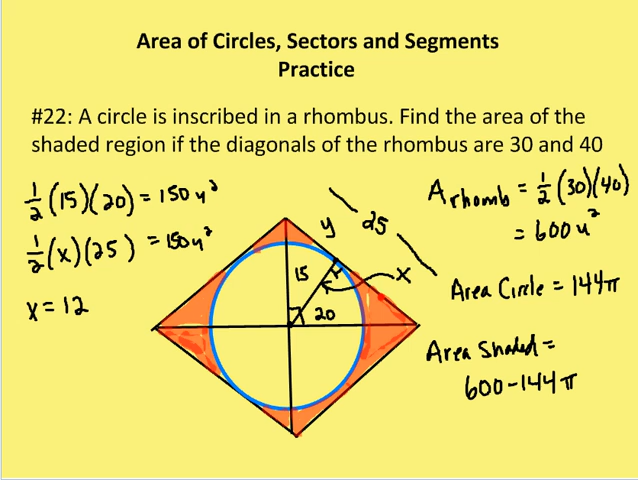 Area of Circles, Sectors and Segments
Practice
#22: A circle is inscribed in a rhombus. Find the area of the
shaded region if the diagonals of the rhombus are 30 and 40
1/2 (15)(20) = 150 u²
1/2 (x)(25) = 150 u²
x = 12
y
25
15
x
20
A rhomb = 1/2 (30)(40)
= 600 u²
Area Circle = 144π
Area Shaded =
600 - 144π